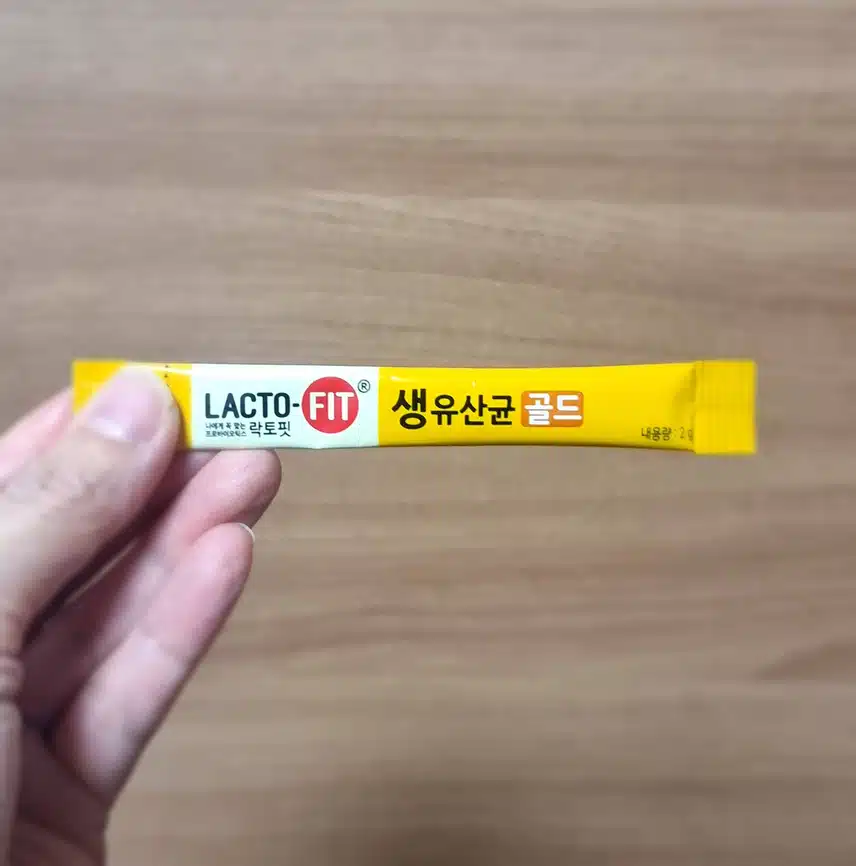 LACTO-FIT®
나에게 꼭 맞는
프로바이오틱스 락토핏
생유산균 골드
내용량 : 2g